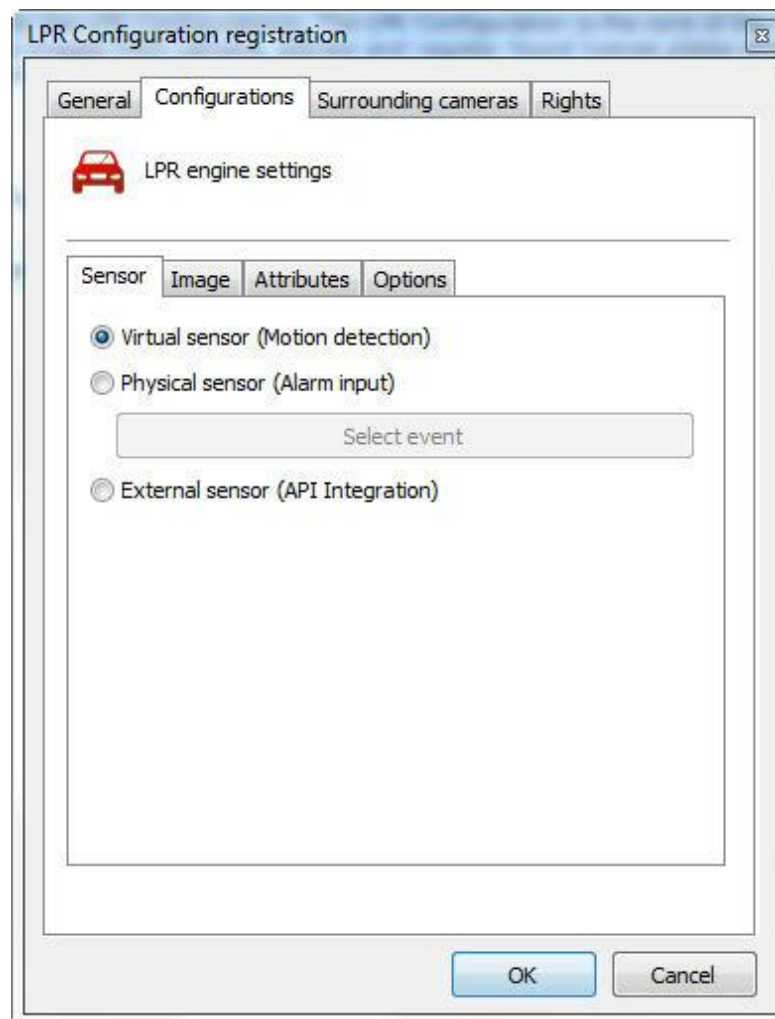 LPR Configuration registration
General Configurations Surrounding cameras Rights
LPR engine settings
Sensor Image Attributes Options
Virtual sensor (Motion detection)
Physical sensor (Alarm input)
Select event
External sensor (API Integration)
OK Cancel